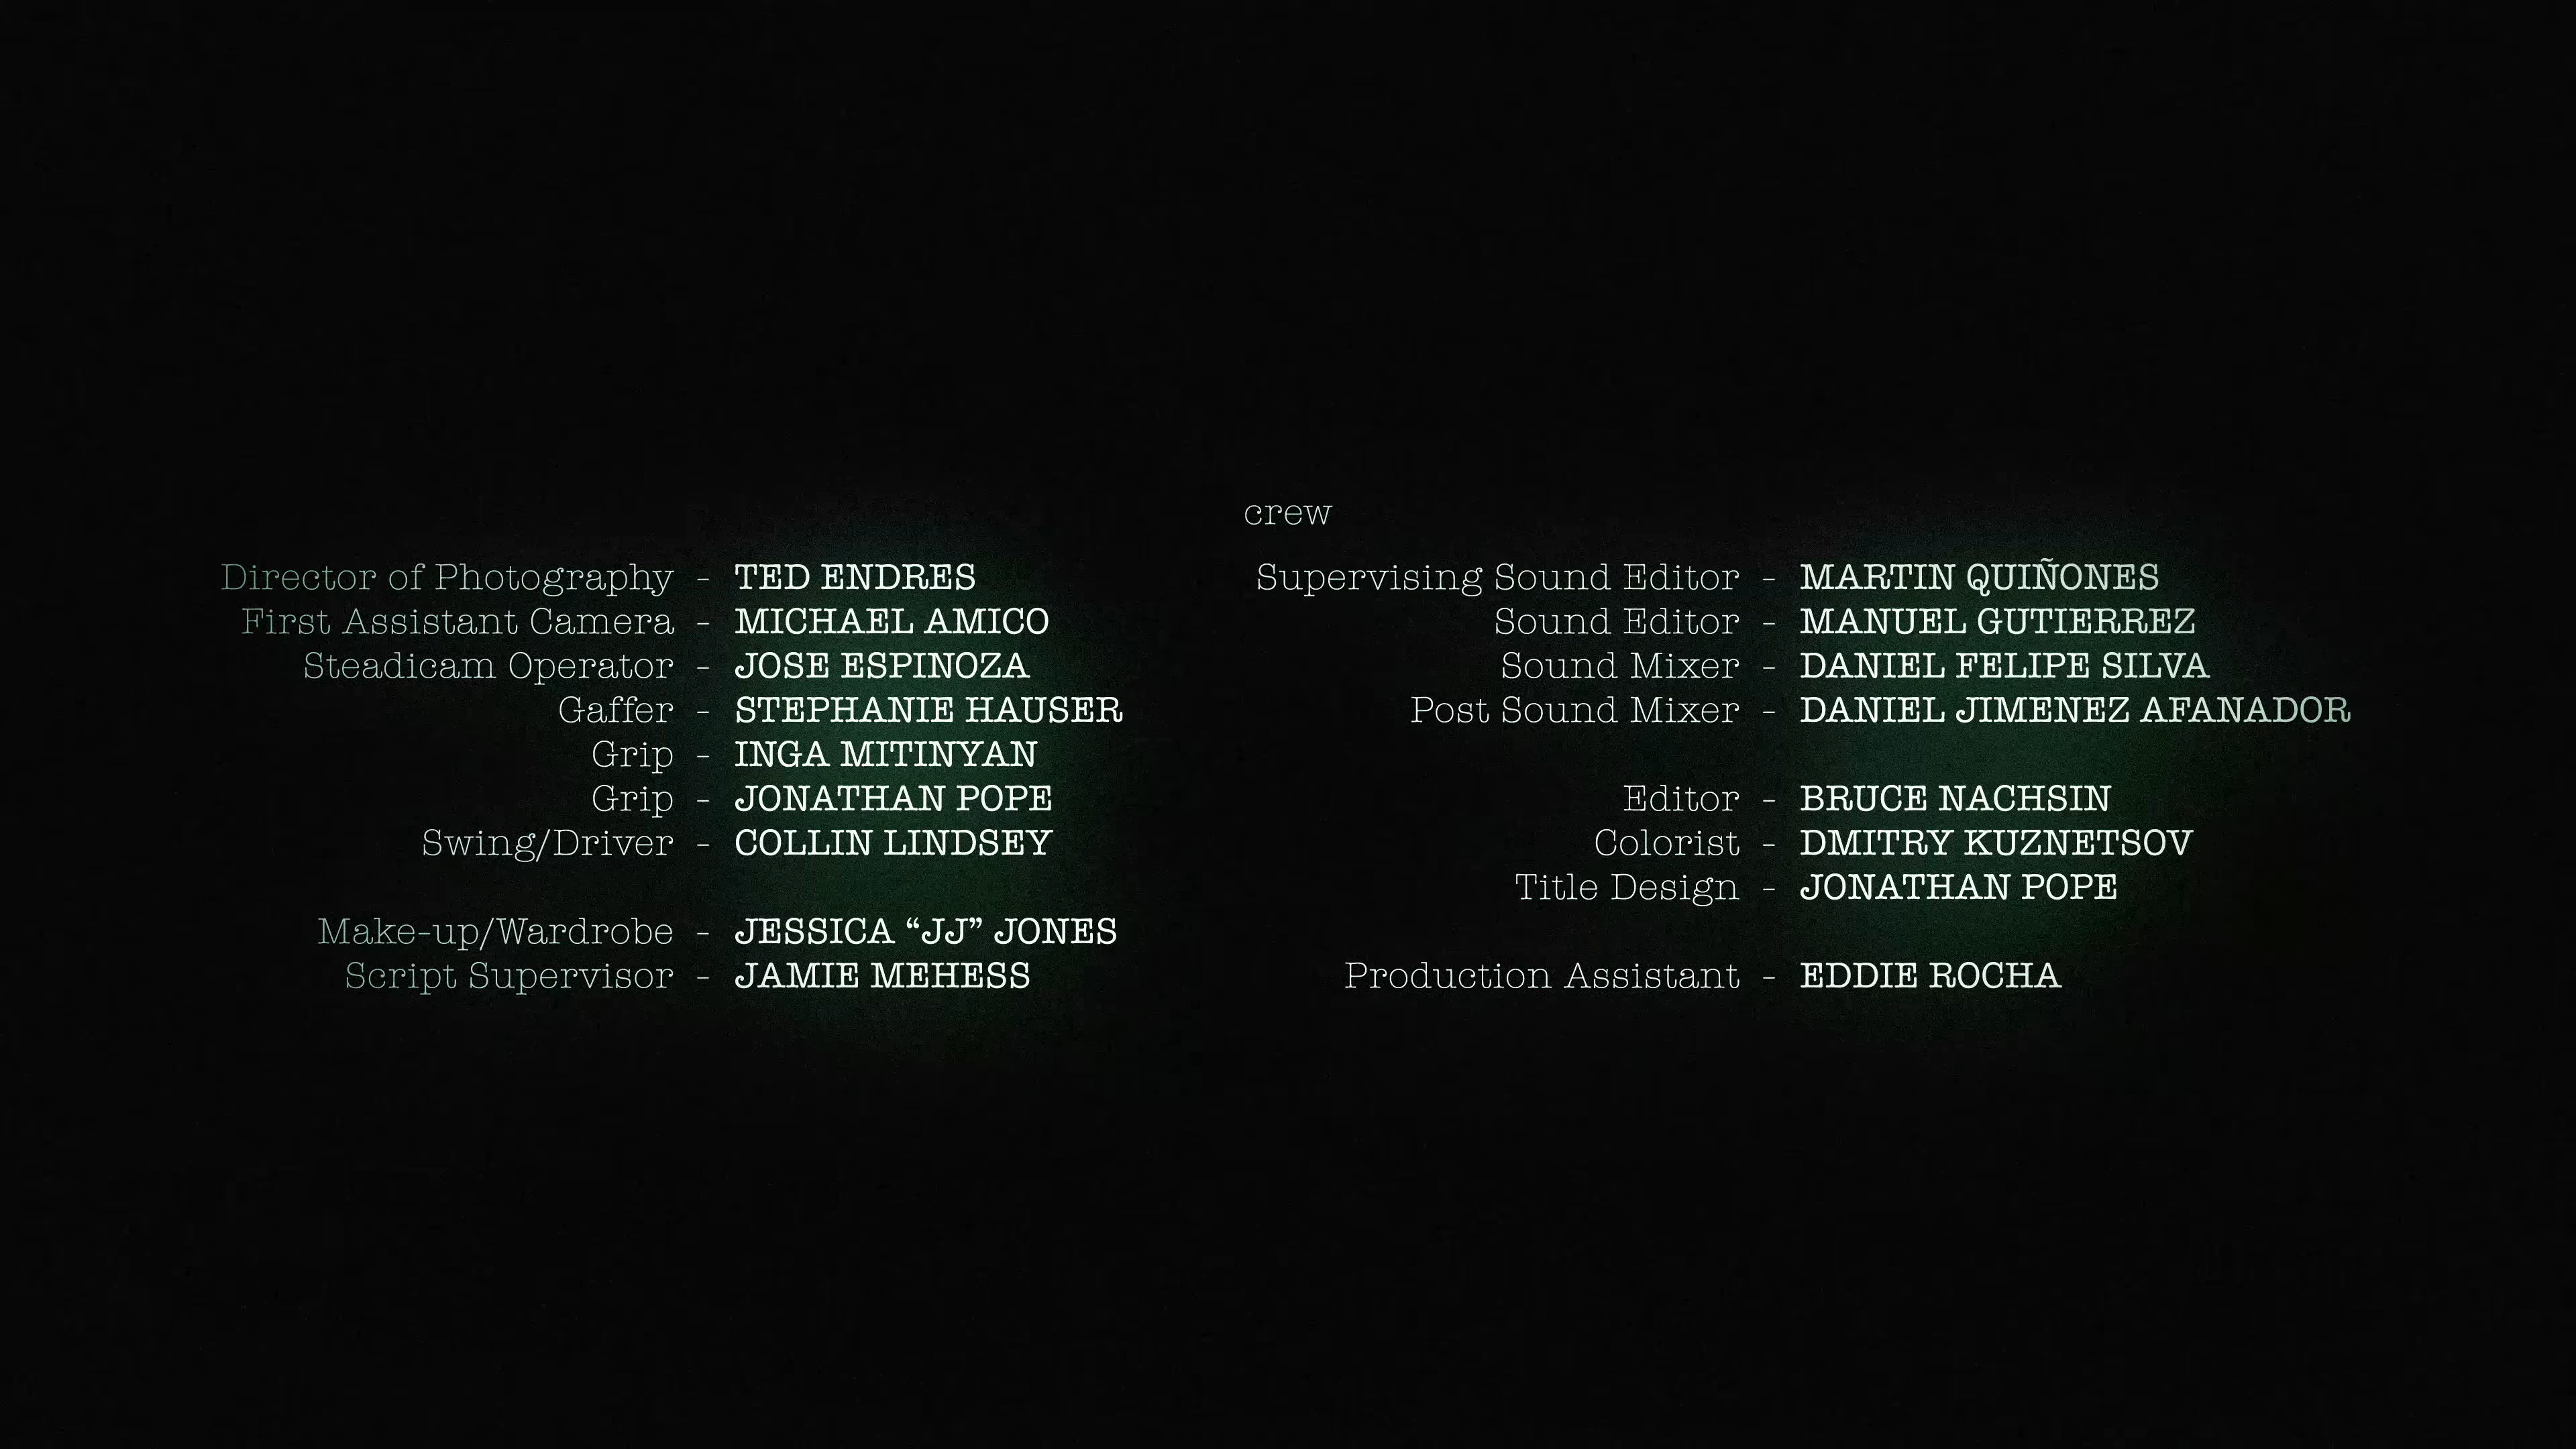 crew
Director of Photography - TED ENDRES
First Assistant Camera - MICHAEL AMICO
Steadicam Operator - JOSE ESPINOZA
Gaffer - STEPHANIE HAUSER
Grip - INGA MITINYAN
Grip - JONATHAN POPE
Swing/Driver - COLLIN LINDSEY
Make-up/Wardrobe - JESSICA “JJ” JONES
Script Supervisor - JAMIE MEHESS
Supervising Sound Editor - MARTIN QUIÑONES
Sound Editor - MANUEL GUTIERREZ
Sound Mixer - DANIEL FELIPE SILVA
Post Sound Mixer - DANIEL JIMENEZ AFANADOR
Editor - BRUCE NACHSIN
Colorist - DMITRY KUZNETSOV
Title Design - JONATHAN POPE
Production Assistant - EDDIE ROCHA